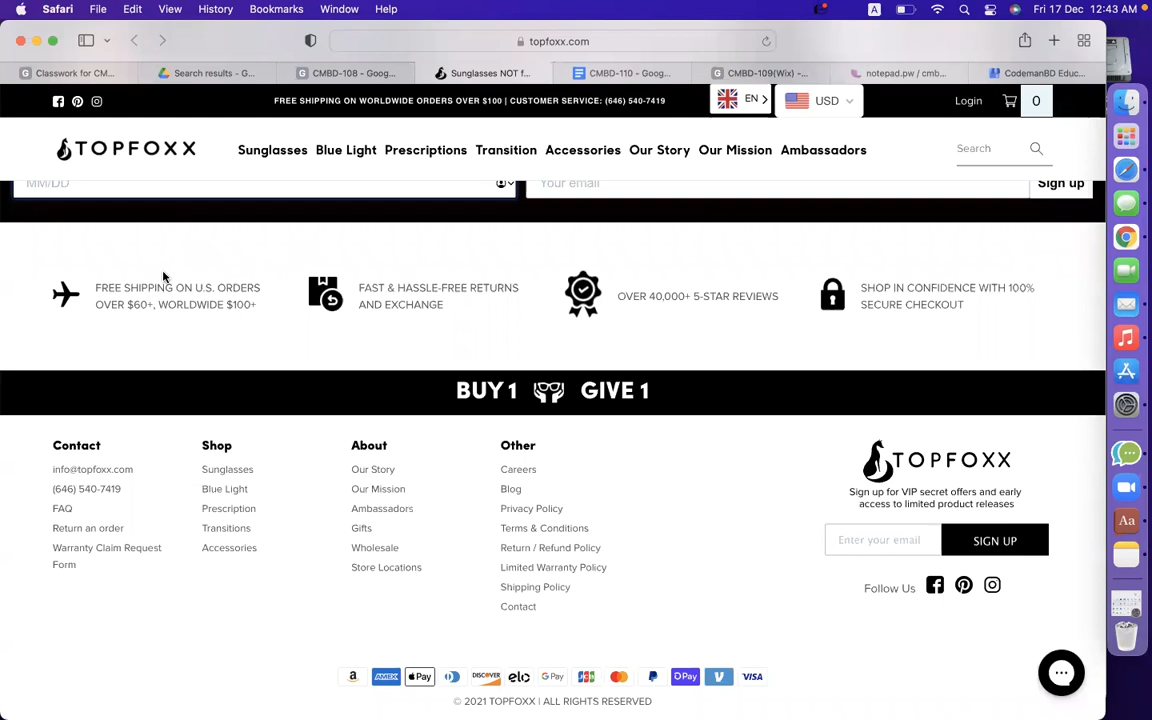 Safari File Edit View History Bookmarks Window Help
A
Fri 17 Dec 12:43 AM
topfoxx.com
Classwork for CM...
Search results - G...
CMBD-108 - Goog...
Sunglasses NOT f...
CMBD-110 - Goog...
CMBD-109(Wix) -...
notepad.pw / cmb...
CodemanBD Educ...
FREE SHIPPING ON WORLDWIDE ORDERS OVER $100 | CUSTOMER SERVICE: (646) 540-7419
EN
USD
Login
0
TOPFOXX
Sunglasses Blue Light Prescriptions Transition Accessories Our Story Our Mission Ambassadors
Search
MM/DD
Your email
Sign up
FREE SHIPPING ON U.S. ORDERS
OVER $60+, WORLDWIDE $100+
FAST & HASSLE-FREE RETURNS
AND EXCHANGE
OVER 40,000+ 5-STAR REVIEWS
SHOP IN CONFIDENCE WITH 100%
SECURE CHECKOUT
BUY 1 GIVE 1
Contact
info@topfoxx.com
(646) 540-7419
FAQ
Return an order
Warranty Claim Request
Form
Shop
Sunglasses
Blue Light
Prescription
Transitions
Accessories
About
Our Story
Our Mission
Ambassadors
Gifts
Wholesale
Store Locations
Other
Careers
Blog
Privacy Policy
Terms & Conditions
Return / Refund Policy
Limited Warranty Policy
Shipping Policy
Contact
TOPFOXX
Sign up for VIP secret offers and early
access to limited product releases
Enter your email
SIGN UP
Follow Us
a AMEX Pay DISCOVER elo G Pay JCB Pay V VISA
© 2021 TOPFOXX | ALL RIGHTS RESERVED
Aa